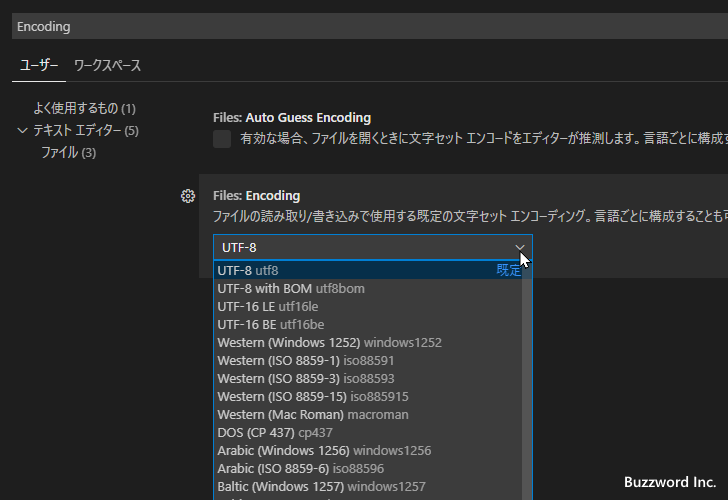 Encoding
ユーザー ワークスペース
よく使用するもの (1)
テキスト エディター (5)
ファイル (3)
Files: Auto Guess Encoding
有効な場合、ファイルを開くときに文字セット エンコードをエディターが推測します。言語ごとに構成す
Files: Encoding
ファイルの読み取り/書き込みで使用する既定の文字セット エンコーディング。言語ごとに構成することも
UTF-8
UTF-8 utf8 既定
UTF-8 with BOM utf8bom
UTF-16 LE utf16le
UTF-16 BE utf16be
Western (Windows 1252) windows1252
Western (ISO 8859-1) iso88591
Western (ISO 8859-3) iso88593
Western (ISO 8859-15) iso885915
Western (Mac Roman) macroman
DOS (CP 437) cp437
Arabic (Windows 1256) windows1256
Arabic (ISO 8859-6) iso88596
Baltic (Windows 1257) windows1257
Buzzword Inc.